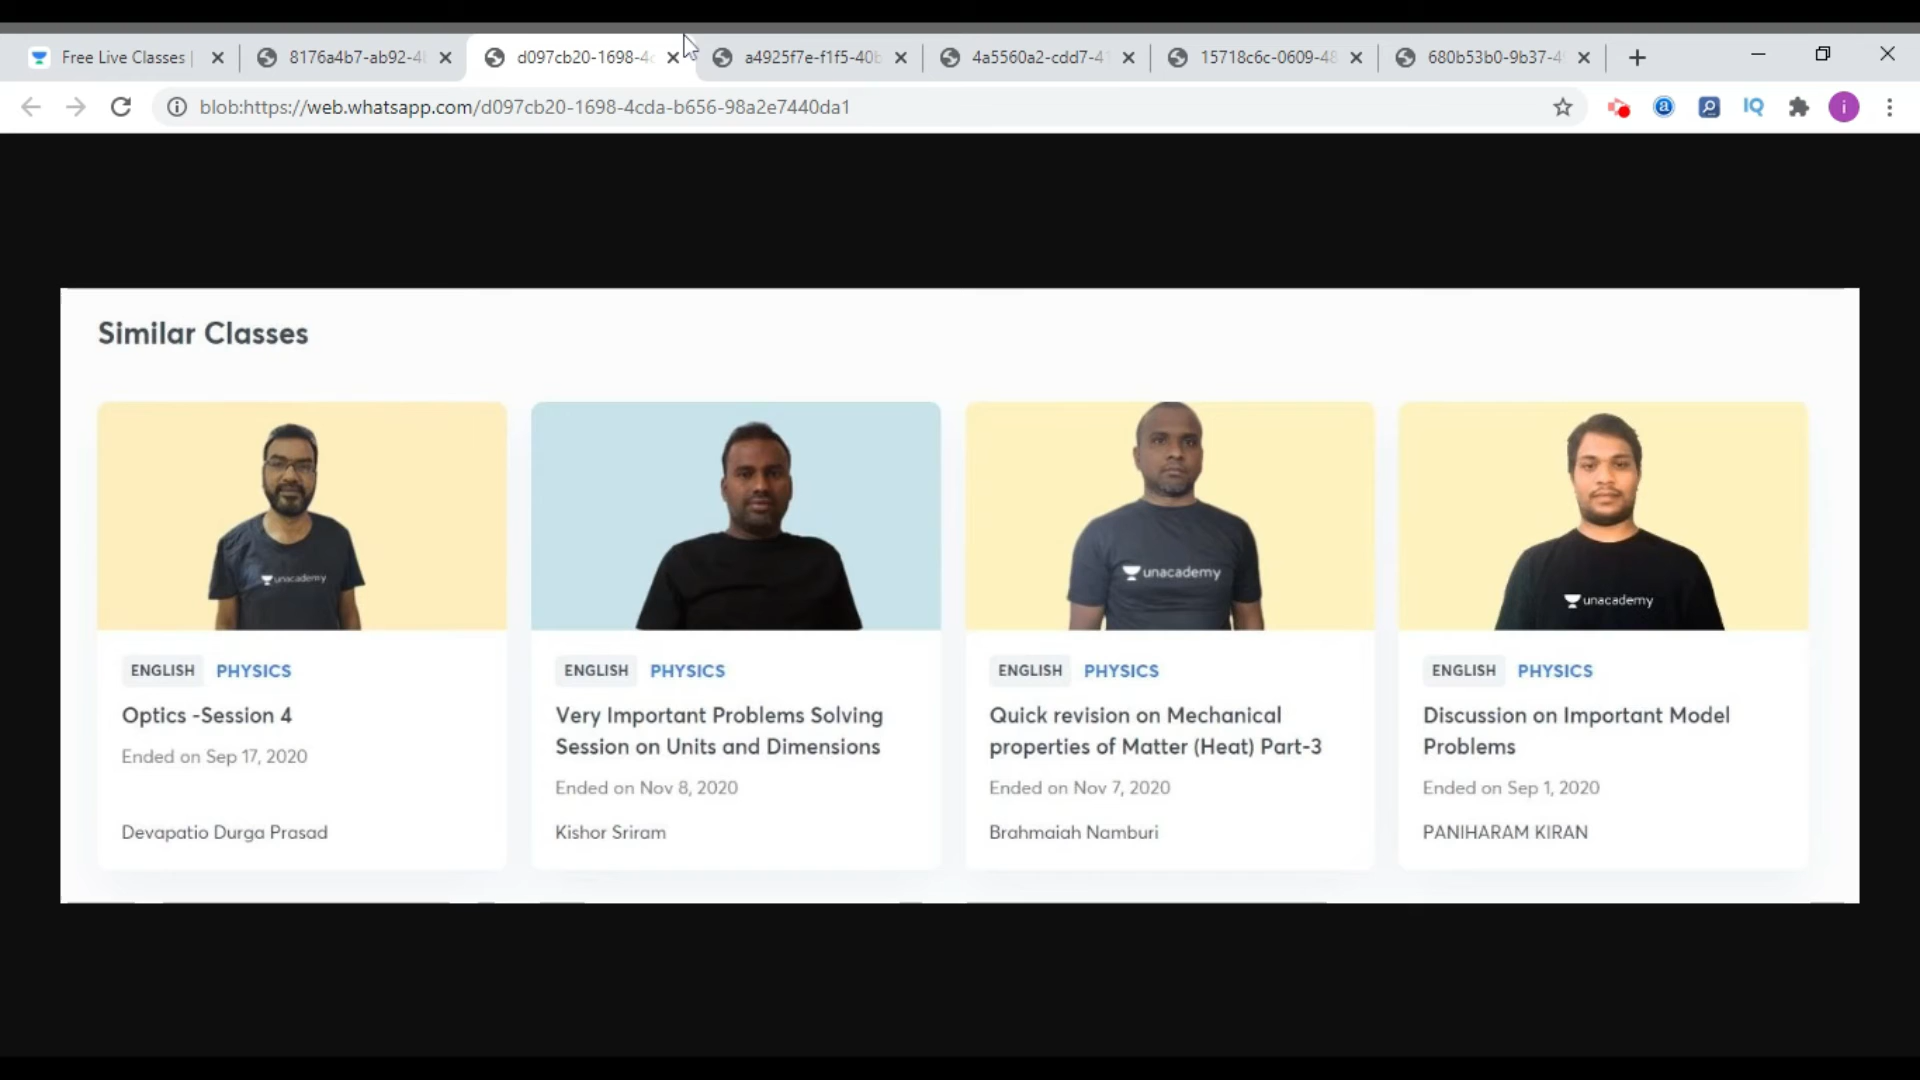 Free Live Classes |
8176a4b7-ab92-4
d097cb20-1698-4c
a4925f7e-f1f5-40b
4a5560a2-cdd7-41
15718c6c-0609-48
680b53b0-9b37-4
blob:https://web.whatsapp.com/d097cb20-1698-4cda-b656-98a2e7440da1
IQ
i
Similar Classes
unacademy
unacademy
unacademy
ENGLISH PHYSICS
Optics -Session 4
Ended on Sep 17, 2020
Devapatio Durga Prasad
ENGLISH PHYSICS
Very Important Problems Solving
Session on Units and Dimensions
Ended on Nov 8, 2020
Kishor Sriram
ENGLISH PHYSICS
Quick revision on Mechanical
properties of Matter (Heat) Part-3
Ended on Nov 7, 2020
Brahmaiah Namburi
ENGLISH PHYSICS
Discussion on Important Model
Problems
Ended on Sep 1, 2020
PANIHARAM KIRAN